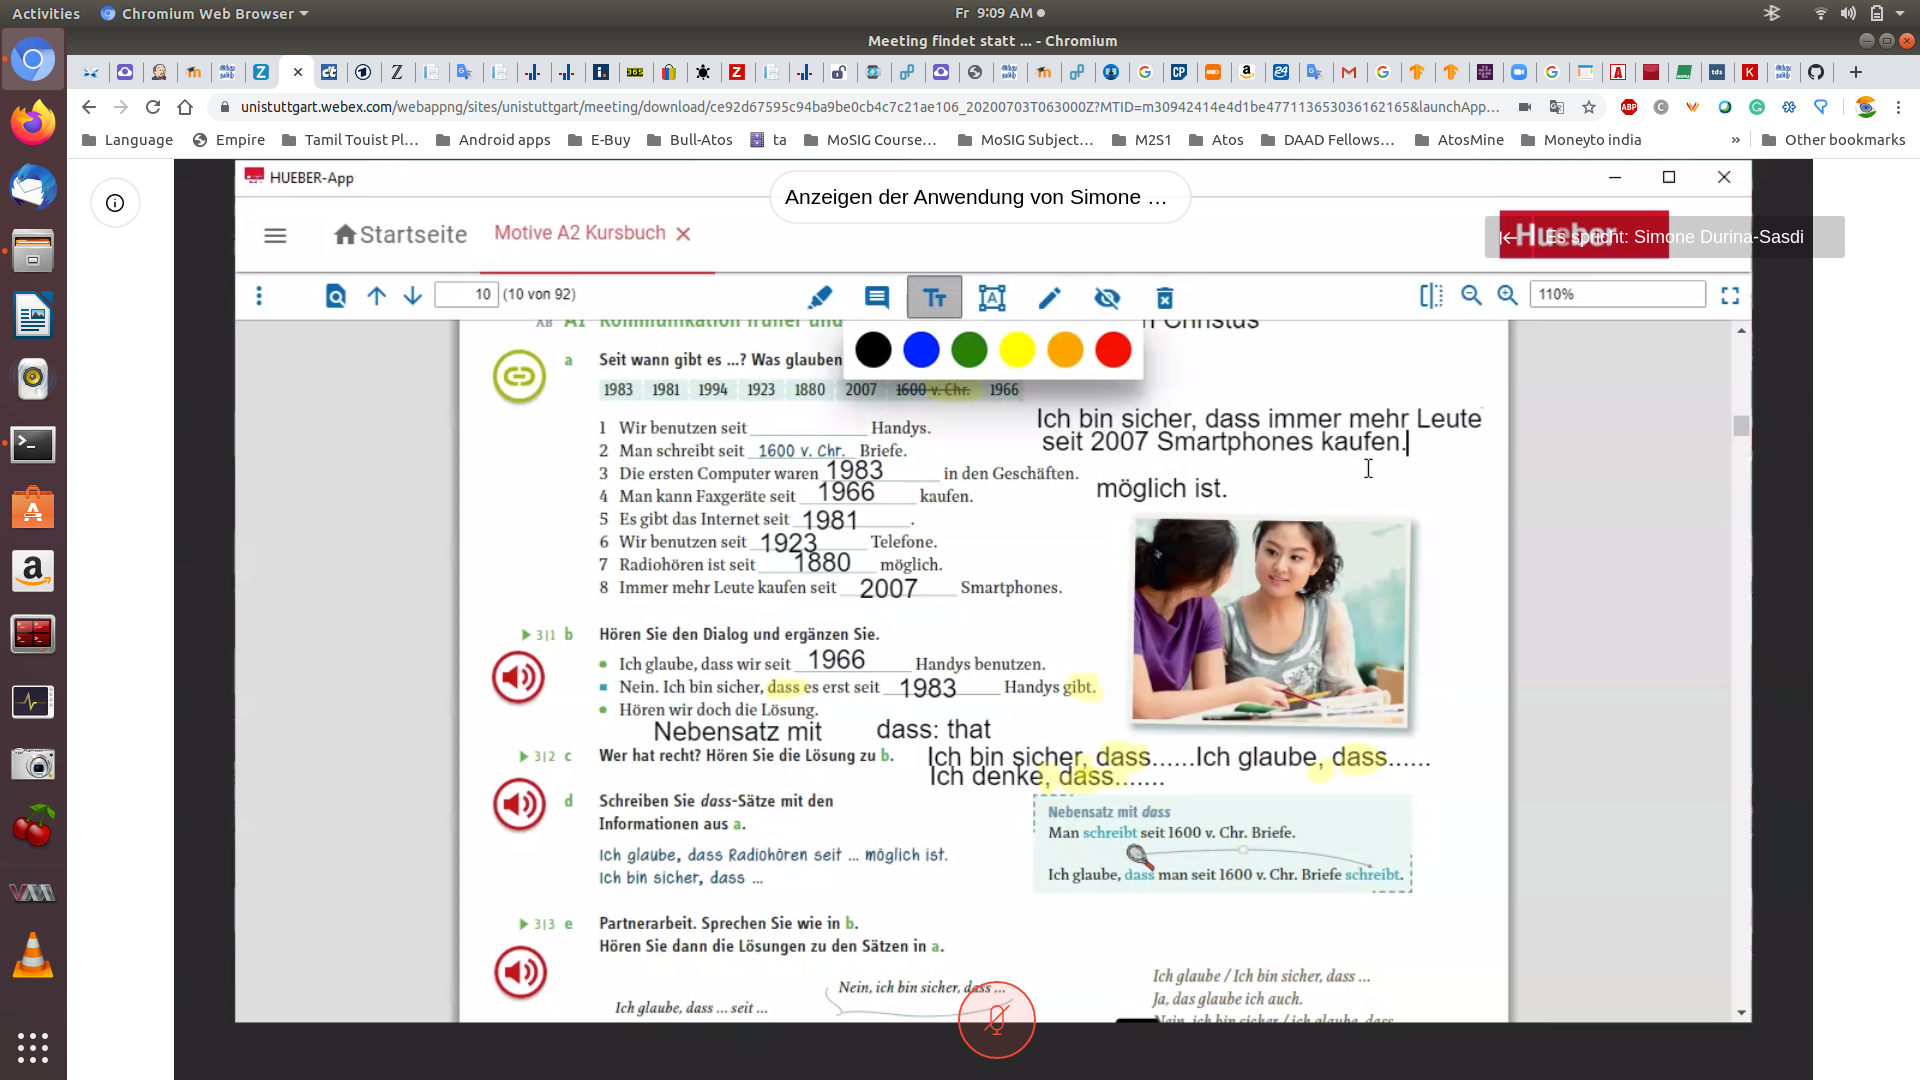 Activities
Chromium Web Browser
Fr 9:09 AM
Meeting findet statt ... - Chromium
unistuttgart.webex.com/webappng/sites/unistuttgart/meeting/download/ce92d67595c94ba9be0cb4c7c21ae106_20200703T063000Z?MTID=m30942414e4d1be477113653036162165&launchApp...
Language
Empire
Tamil Touist Pl...
Android apps
E-Buy
Bull-Atos
ta
MoSIG Course...
MoSIG Subject...
M2S1
Atos
DAAD Fellows...
AtosMine
Moneyto india
»
Other bookmarks
HUEBER-App
Anzeigen der Anwendung von Simone ...
Startseite
Motive A2 Kursbuch
Hueber
Es spricht: Simone Durina-Sasdi
10 (10 von 92)
110%
AB A1 Kommunikation früher und
n Christus
a Seit wann gibt es ...? Was glauben
1983 1981 1994 1923 1880 2007 1600 v. Chr. 1966
1 Wir benutzen seit Handys.
2 Man schreibt seit 1600 v. Chr. Briefe.
3 Die ersten Computer waren 1983 in den Geschäften.
4 Man kann Faxgeräte seit 1966 kaufen.
5 Es gibt das Internet seit 1981.
6 Wir benutzen seit 1923 Telefone.
7 Radiohören ist seit 1880 möglich.
8 Immer mehr Leute kaufen seit 2007 Smartphones.
Ich bin sicher, dass immer mehr Leute
seit 2007 Smartphones kaufen.
möglich ist.
3|1 b Hören Sie den Dialog und ergänzen Sie.
Ich glaube, dass wir seit 1966 Handys benutzen.
Nein. Ich bin sicher, dass es erst seit 1983 Handys gibt.
Hören wir doch die Lösung.
Nebensatz mit dass: that
3|2 c Wer hat recht? Hören Sie die Lösung zu b.
Ich bin sicher, dass......Ich glaube, dass......
Ich denke, dass.......
d Schreiben Sie dass-Sätze mit den
Informationen aus a.
Ich glaube, dass Radiohören seit ... möglich ist.
Ich bin sicher, dass ...
Nebensatz mit dass
Man schreibt seit 1600 v. Chr. Briefe.
Ich glaube, dass man seit 1600 v. Chr. Briefe schreibt.
3|3 e Partnerarbeit. Sprechen Sie wie in b.
Hören Sie dann die Lösungen zu den Sätzen in a.
Nein, ich bin sicher, dass ...
Ich glaube, dass ... seit ...
Ich glaube / Ich bin sicher, dass ...
Ja, das glaube ich auch.
Nein, ich bin sicher / ich glaube, dass